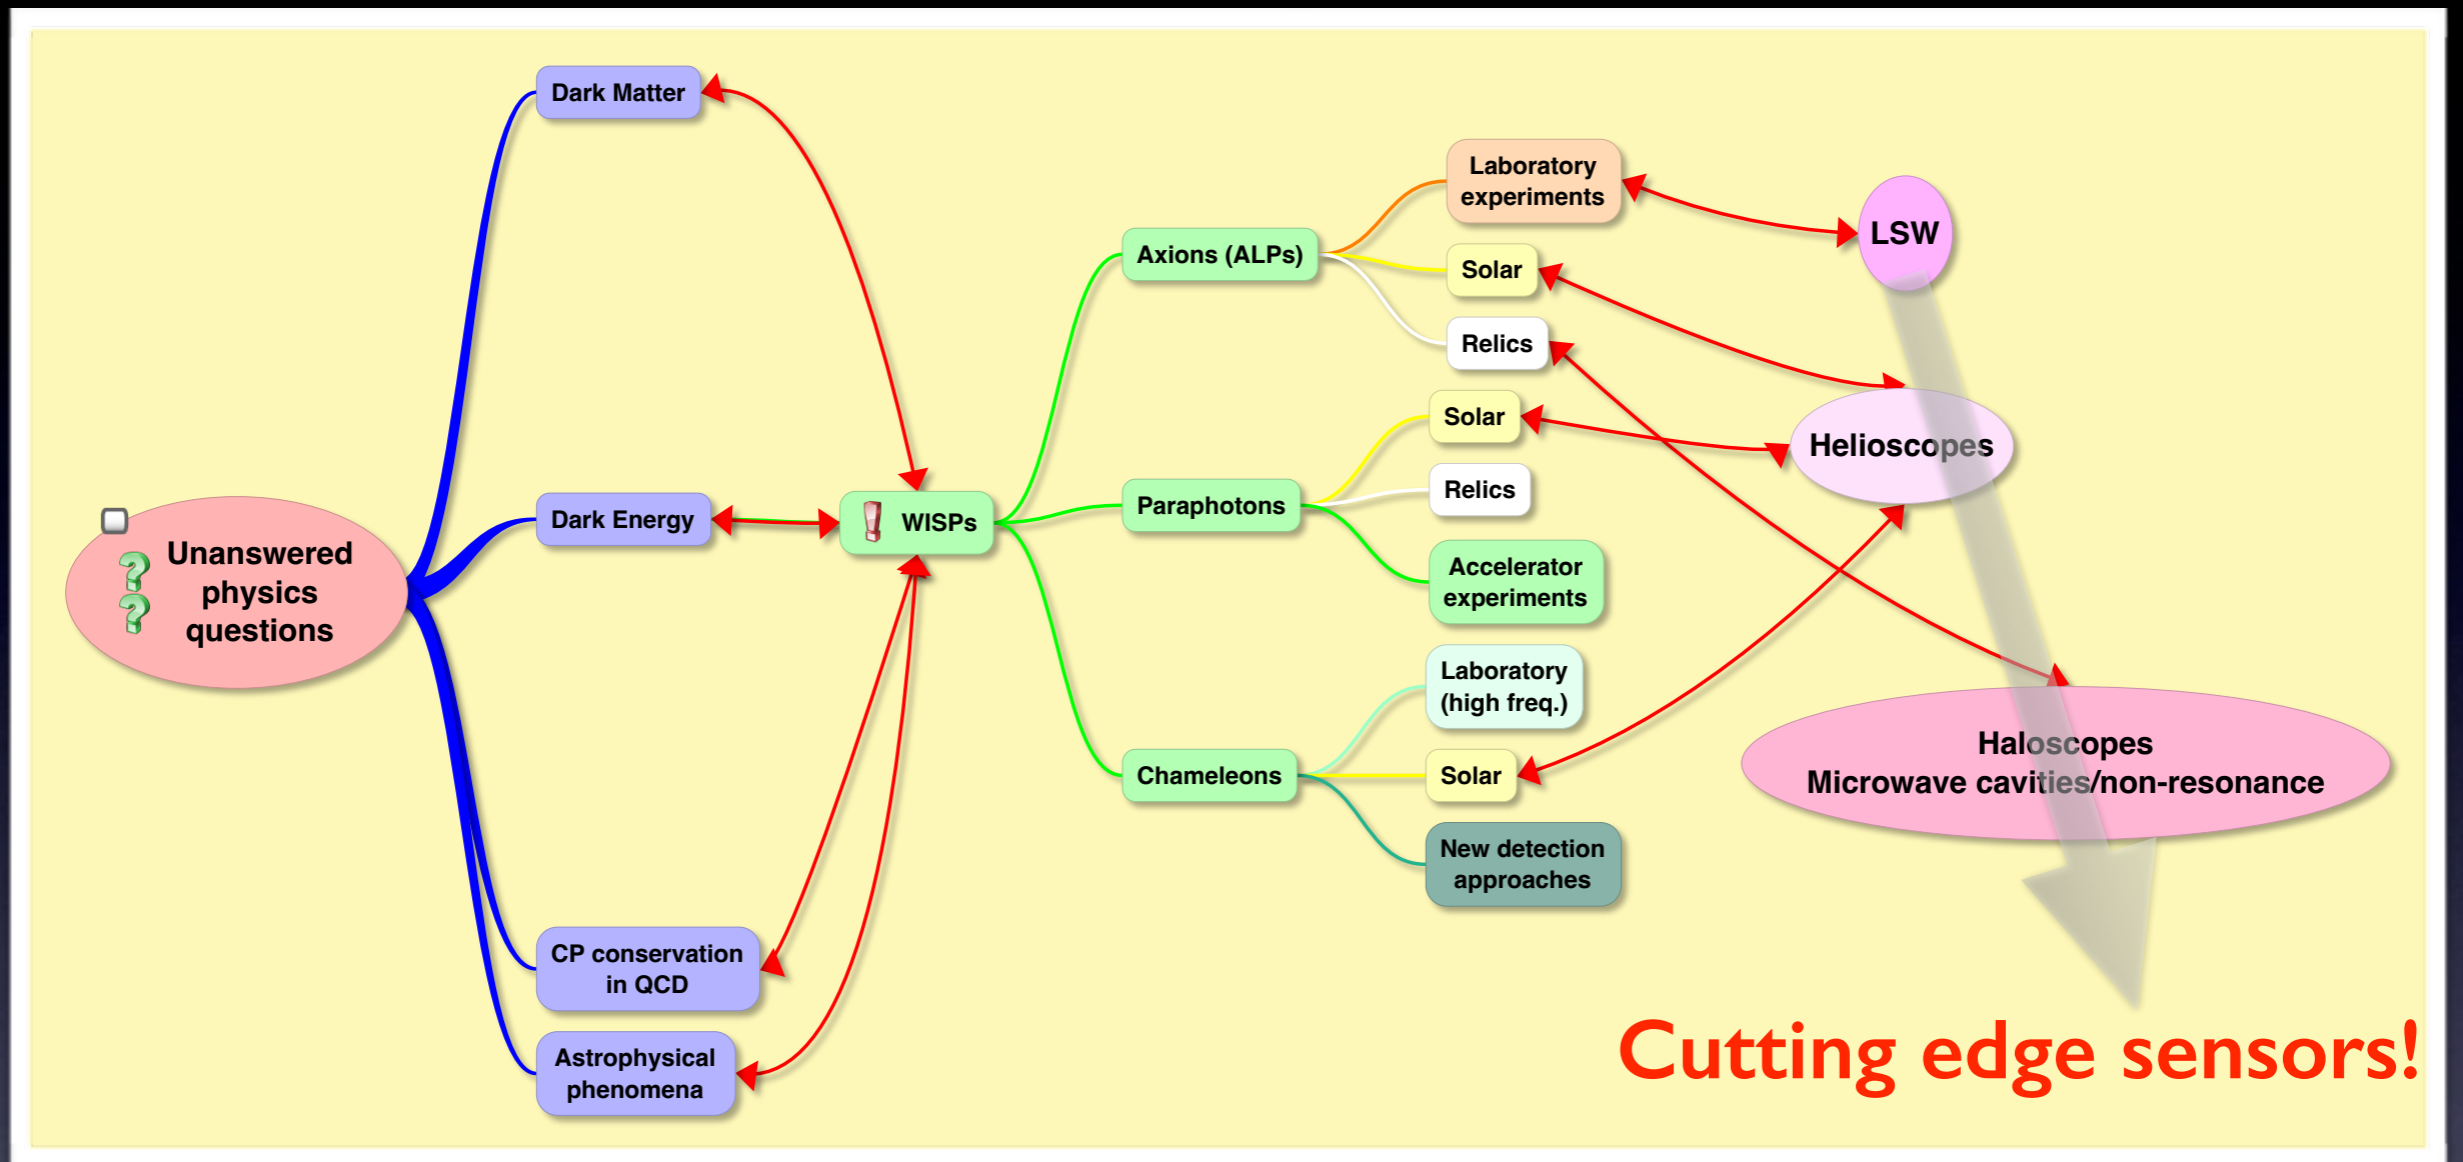 Dark Matter
Dark Energy
Unanswered
physics
questions
CP conservation
in QCD
Astrophysical
phenomena
WISPs
Axions (ALPs)
Paraphotons
Chameleons
Laboratory
experiments
Solar
Relics
Solar
Relics
Accelerator
experiments
Laboratory
(high freq.)
Solar
New detection
approaches
LSW
Helioscopes
Haloscopes
Microwave cavities/non-resonance
Cutting edge sensors!